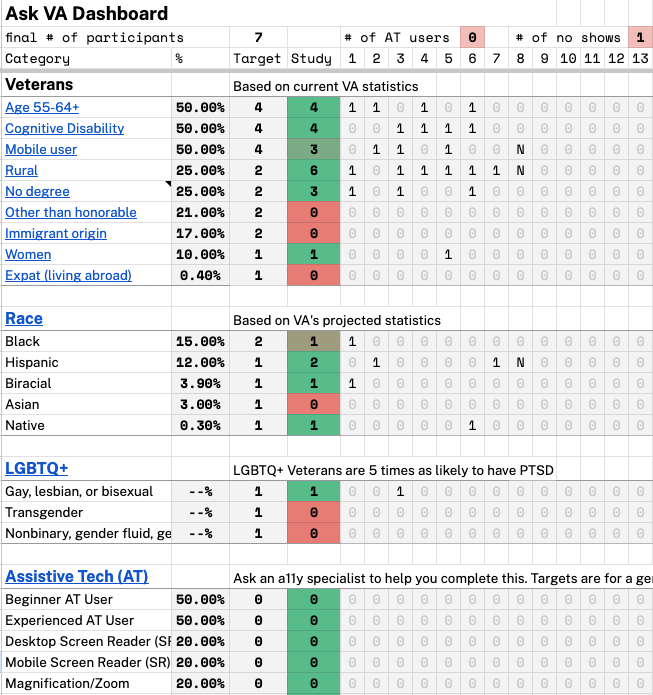 Ask VA Dashboard
final # of participants 7 # of AT users 0 # of no shows 1
Category % Target Study 1 2 3 4 5 6 7 8 9 10 11 12 13
Veterans Based on current VA statistics
Age 55-64+ 50.00% 4 4 1 1 0 1 0 1 0 0 0 0 0 0 0
Cognitive Disability 50.00% 4 4 0 0 1 1 1 1 0 0 0 0 0 0 0
Mobile user 50.00% 4 3 0 1 1 0 1 0 0 N 0 0 0 0 0
Rural 25.00% 2 6 1 0 1 1 1 1 1 N 0 0 0 0 0
No degree 25.00% 2 3 1 0 1 0 0 1 0 0 0 0 0 0 0
Other than honorable 21.00% 2 0 0 0 0 0 0 0 0 0 0 0 0 0 0
Immigrant origin 17.00% 2 0 0 0 0 0 0 0 0 0 0 0 0 0 0
Women 10.00% 1 1 0 0 0 0 1 0 0 0 0 0 0 0 0
Expat (living abroad) 0.40% 1 0 0 0 0 0 0 0 0 0 0 0 0 0 0
Race Based on VA's projected statistics
Black 15.00% 2 1 1 0 0 0 0 0 0 0 0 0 0 0 0
Hispanic 12.00% 1 2 0 1 0 0 0 0 1 N 0 0 0 0 0
Biracial 3.90% 1 1 1 0 0 0 0 0 0 0 0 0 0 0 0
Asian 3.00% 1 0 0 0 0 0 0 0 0 0 0 0 0 0 0
Native 0.30% 1 1 0 0 0 0 0 1 0 0 0 0 0 0 0
LGBTQ+ LGBTQ+ Veterans are 5 times as likely to have PTSD
Gay, lesbian, or bisexual --% 1 1 0 0 1 0 0 0 0 0 0 0 0 0 0
Transgender --% 1 0 0 0 0 0 0 0 0 0 0 0 0 0 0
Nonbinary, gender fluid, ge --% 1 0 0 0 0 0 0 0 0 0 0 0 0 0 0
Assistive Tech (AT) Ask an a11y specialist to help you complete this. Targets are for a ge
Beginner AT User 50.00% 0 0 0 0 0 0 0 0 0 0 0 0 0 0 0
Experienced AT User 50.00% 0 0 0 0 0 0 0 0 0 0 0 0 0 0 0
Desktop Screen Reader (SR 20.00% 0 0 0 0 0 0 0 0 0 0 0 0 0 0 0
Mobile Screen Reader (SR) 20.00% 0 0 0 0 0 0 0 0 0 0 0 0 0 0 0
Magnification/Zoom 20.00% 0 0 0 0 0 0 0 0 0 0 0 0 0 0 0